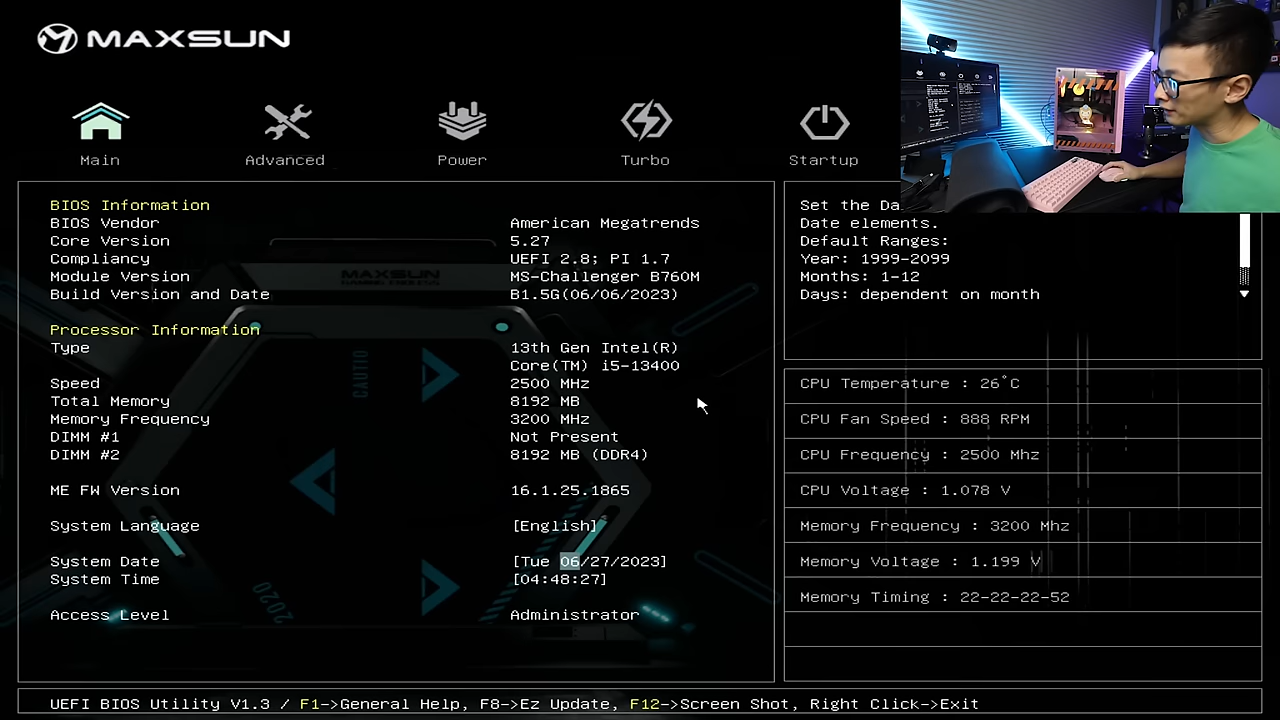 MAXSUN
Main
Advanced
Power
Turbo
Startup
BIOS Information
BIOS Vendor American Megatrends
Core Version 5.27
Compliancy UEFI 2.8; PI 1.7
Module Version MS-Challenger B760M
Build Version and Date B1.5G(06/06/2023)
Processor Information
Type 13th Gen Intel(R)
Core(TM) i5-13400
Speed 2500 MHz
Total Memory 8192 MB
Memory Frequency 3200 MHz
DIMM #1 Not Present
DIMM #2 8192 MB (DDR4)
ME FW Version 16.1.25.1865
System Language [English]
System Date [Tue 06/27/2023]
System Time [04:48:27]
Access Level Administrator
MAXSUN
CAUTIO
2020
Set the Da
Date elements.
Default Ranges:
Year: 1999-2099
Months: 1-12
Days: dependent on month
CPU Temperature : 26°C
CPU Fan Speed : 888 RPM
CPU Frequency : 2500 Mhz
CPU Voltage : 1.078 V
Memory Frequency : 3200 Mhz
Memory Voltage : 1.199 V
Memory Timing : 22-22-22-52
UEFI BIOS Utility V1.3 / F1->General Help, F8->Ez Update, F12->Screen Shot, Right Click->Exit